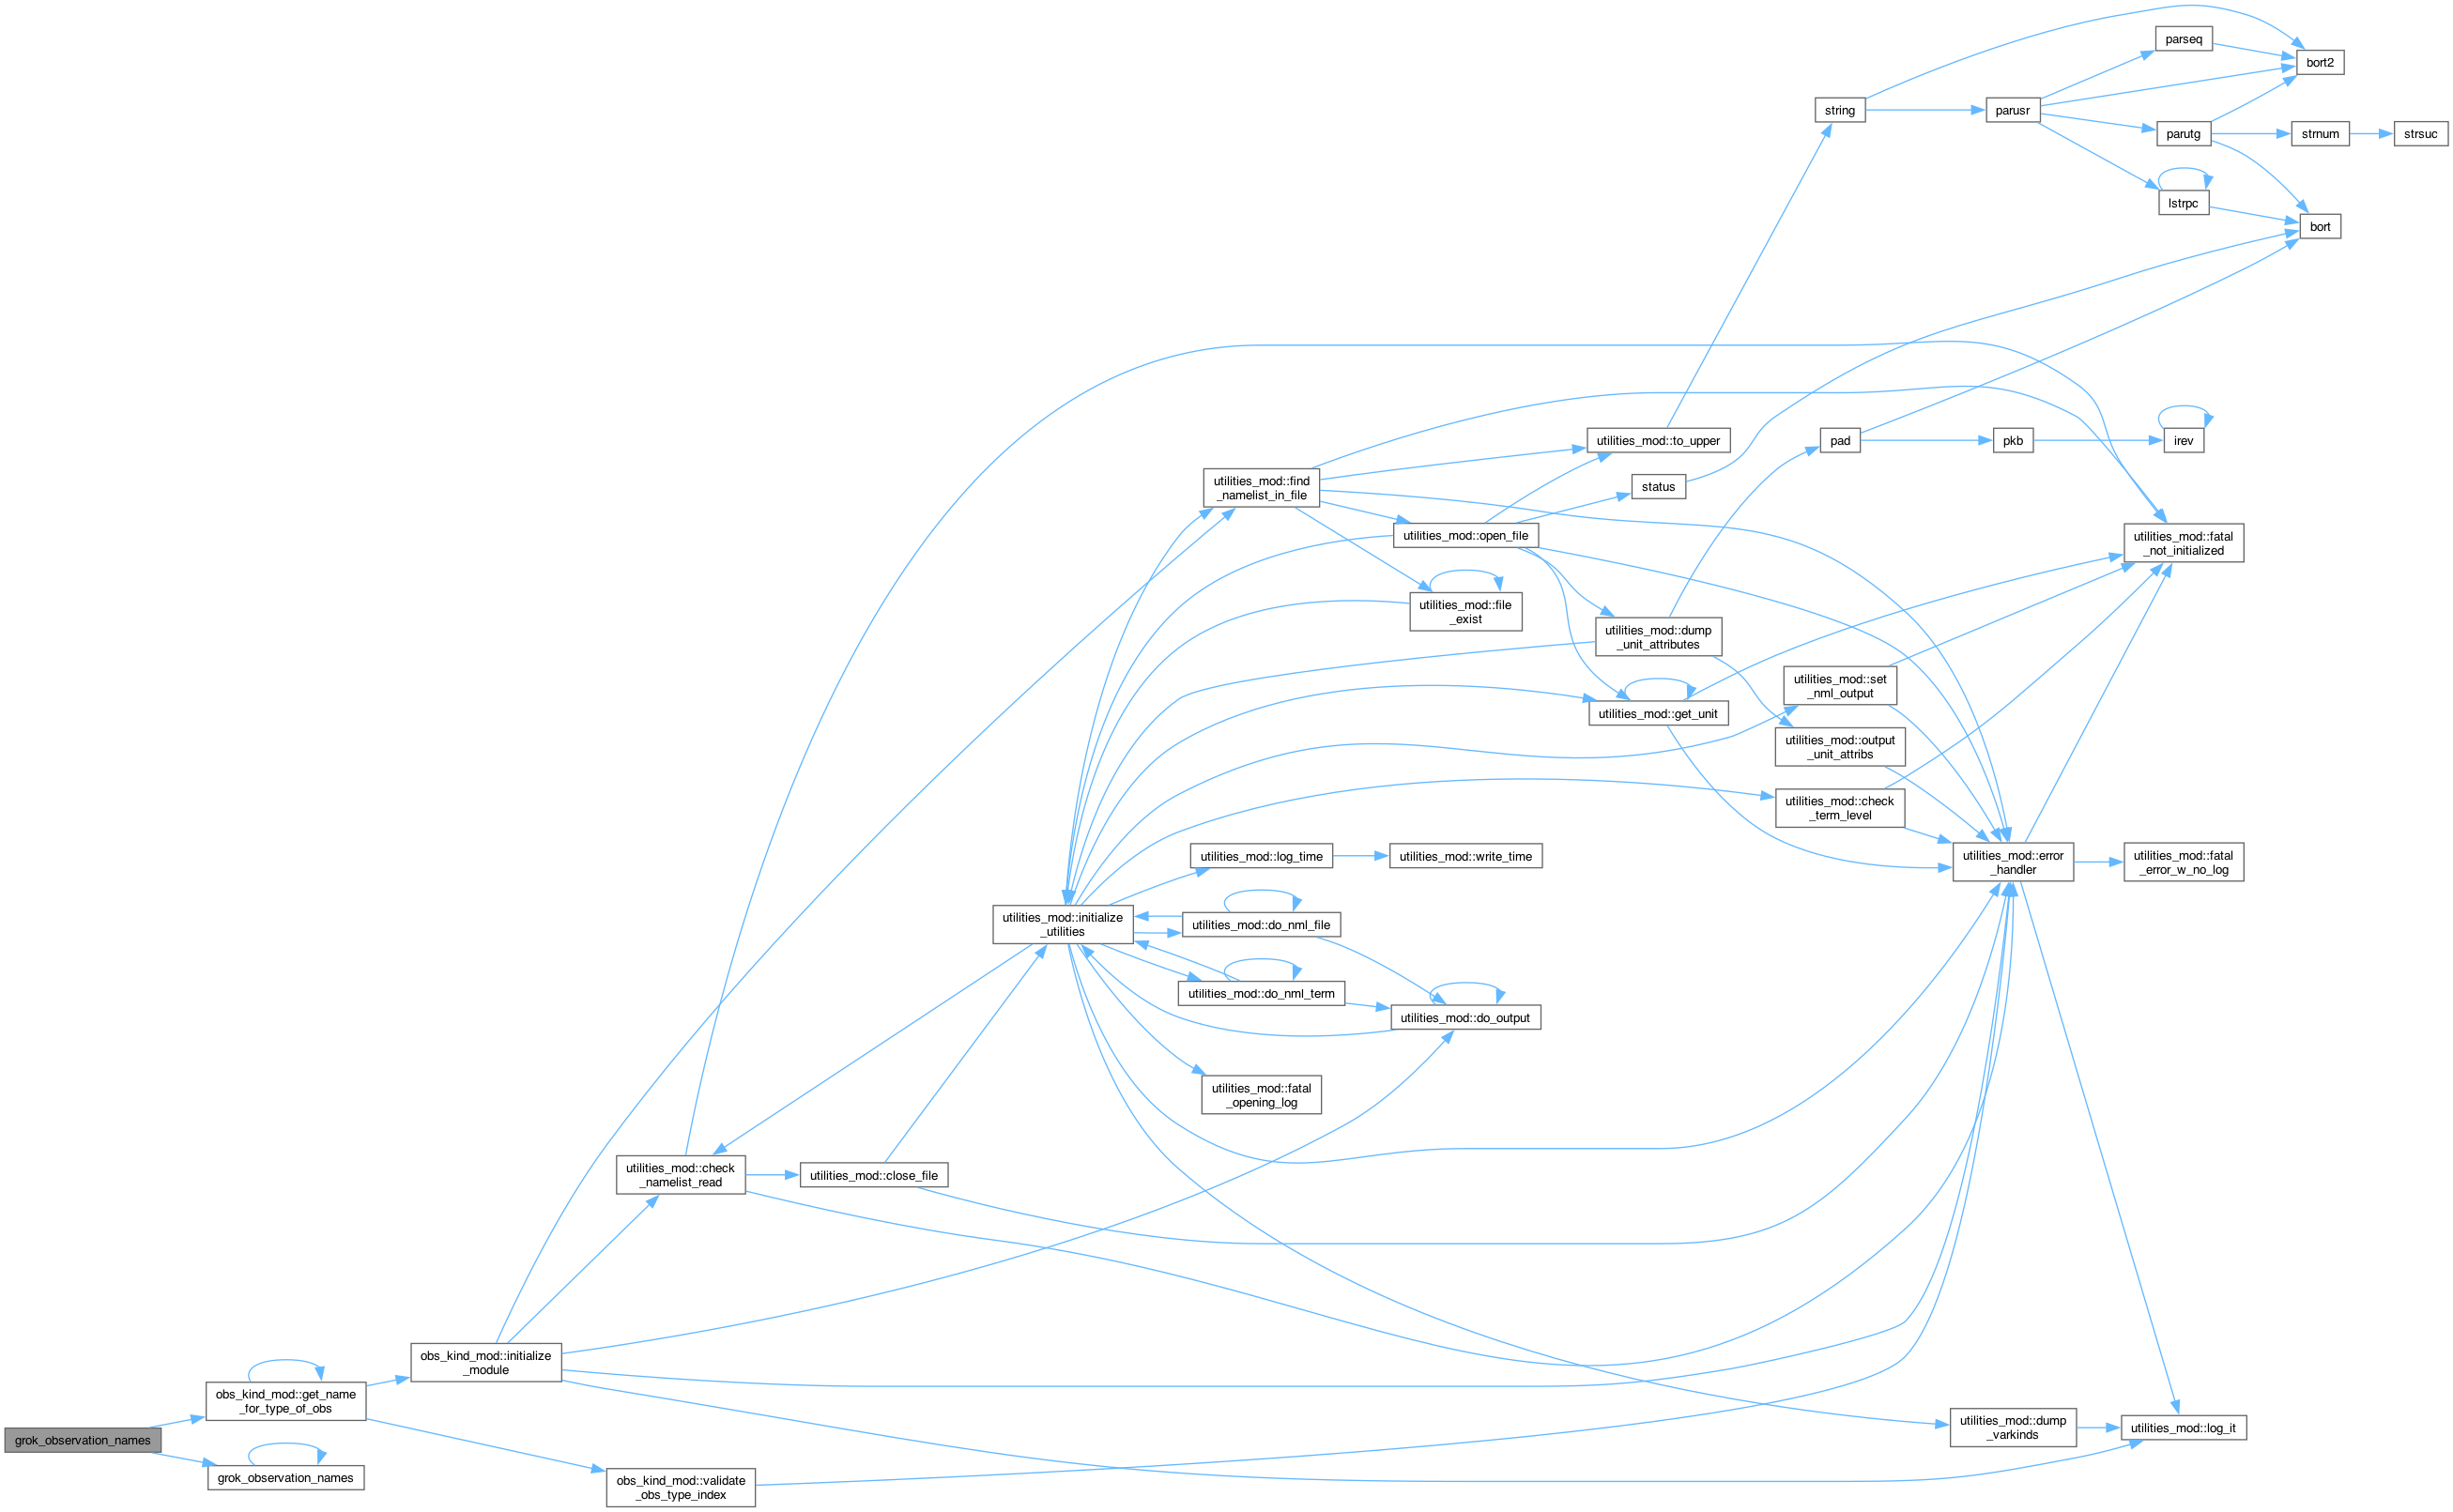 parseq
bort2
string
parusr
parutg
strnum
strsuc
lstrpc
bort
utilities_mod::to_upper
pad
pkb
irev
utilities_mod::find
_namelist_in_file
status
utilities_mod::open_file
utilities_mod::fatal
_not_initialized
utilities_mod::file
_exist
utilities_mod::dump
_unit_attributes
utilities_mod::set
_nml_output
utilities_mod::get_unit
utilities_mod::output
_unit_attribs
utilities_mod::check
_term_level
utilities_mod::log_time
utilities_mod::write_time
utilities_mod::error
_handler
utilities_mod::fatal
_error_w_no_log
utilities_mod::initialize
_utilities
utilities_mod::do_nml_file
utilities_mod::do_nml_term
utilities_mod::do_output
utilities_mod::fatal
_opening_log
utilities_mod::check
_namelist_read
utilities_mod::close_file
obs_kind_mod::initialize
_module
obs_kind_mod::get_name
_for_type_of_obs
utilities_mod::dump
_varkinds
utilities_mod::log_it
grok_observation_names
grok_observation_names
obs_kind_mod::validate
_obs_type_index